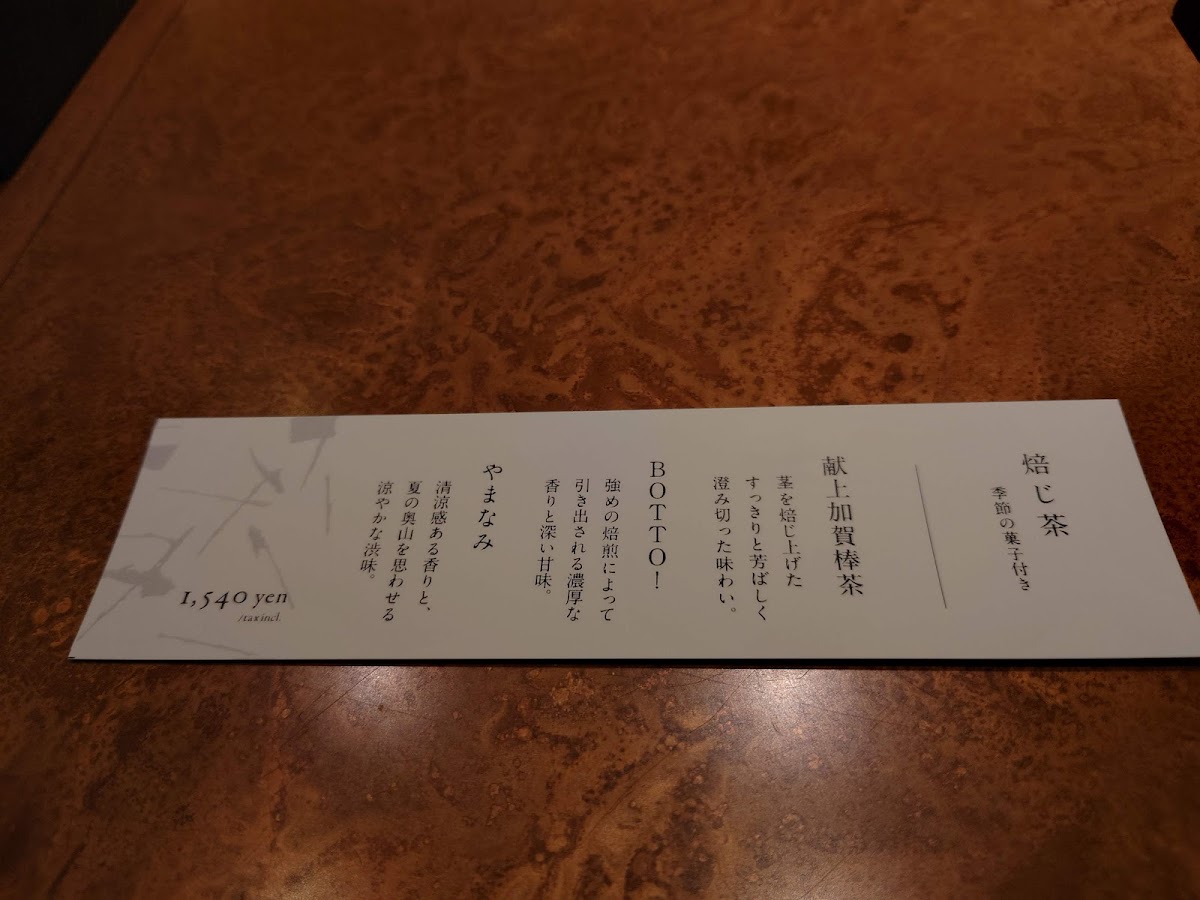 焙じ茶
季節の菓子付き
献上加賀棒茶
茎を焙じ上げた
すっきりと芳ばしく
澄み切った味わい。
BOTTO!
強めの焙煎によって
引き出される濃厚な
香りと深い甘味。
やまなみ
清涼感ある香りと、
夏の奥山を思わせる
涼やかな渋味。
1,540 yen
/tax incl.